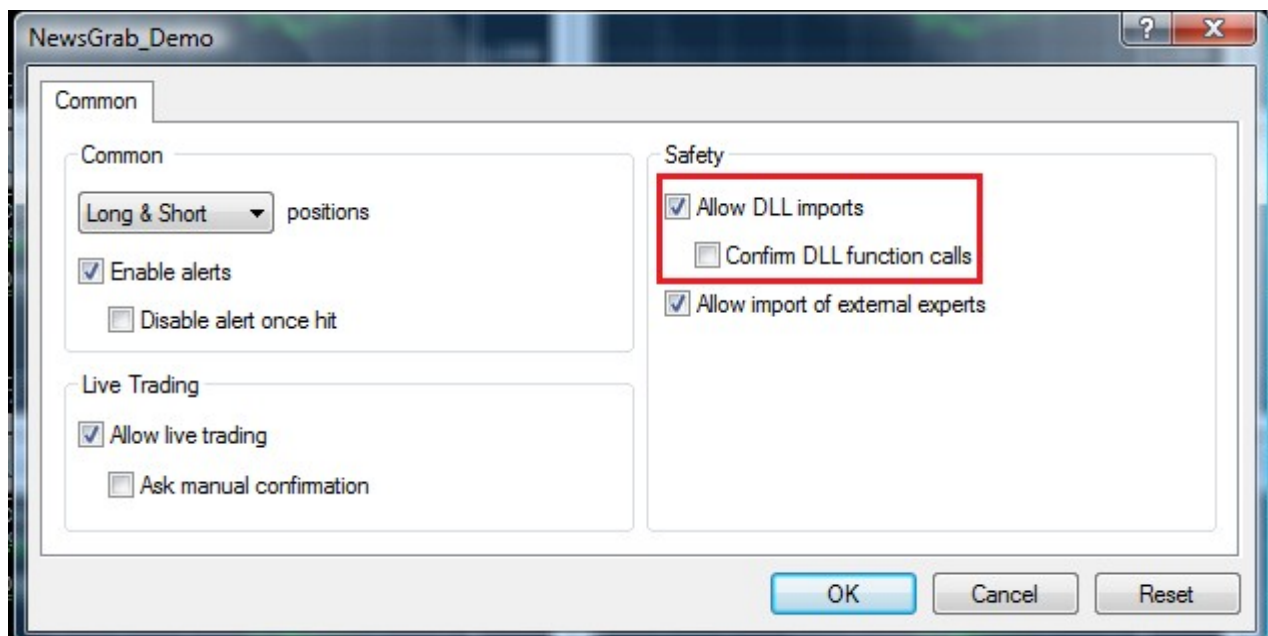 NewsGrab_Demo
?
X
Common
Common
Long & Short
positions
Enable alerts
Disable alert once hit
Live Trading
Allow live trading
Ask manual confirmation
Safety
Allow DLL imports
Confirm DLL function calls
Allow import of external experts
OK
Cancel
Reset